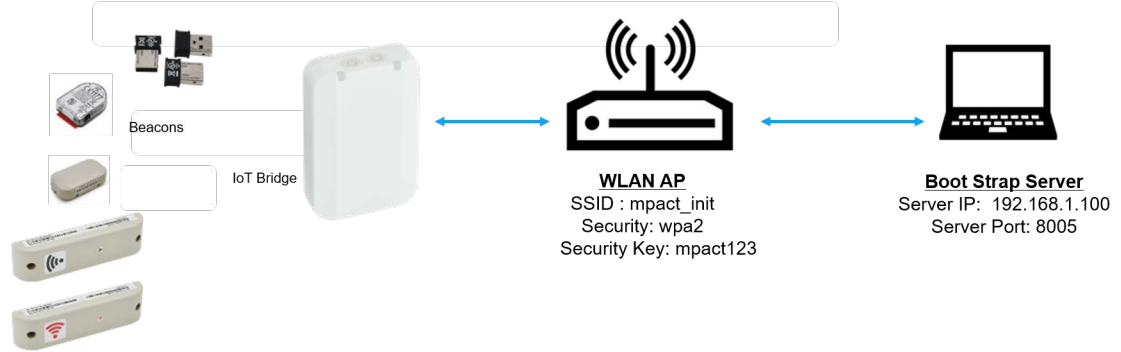 Beacons
IoT Bridge
WLAN AP
SSID : mpact_init
Security: wpa2
Security Key: mpact123
Boot Strap Server
Server IP: 192.168.1.100
Server Port: 8005